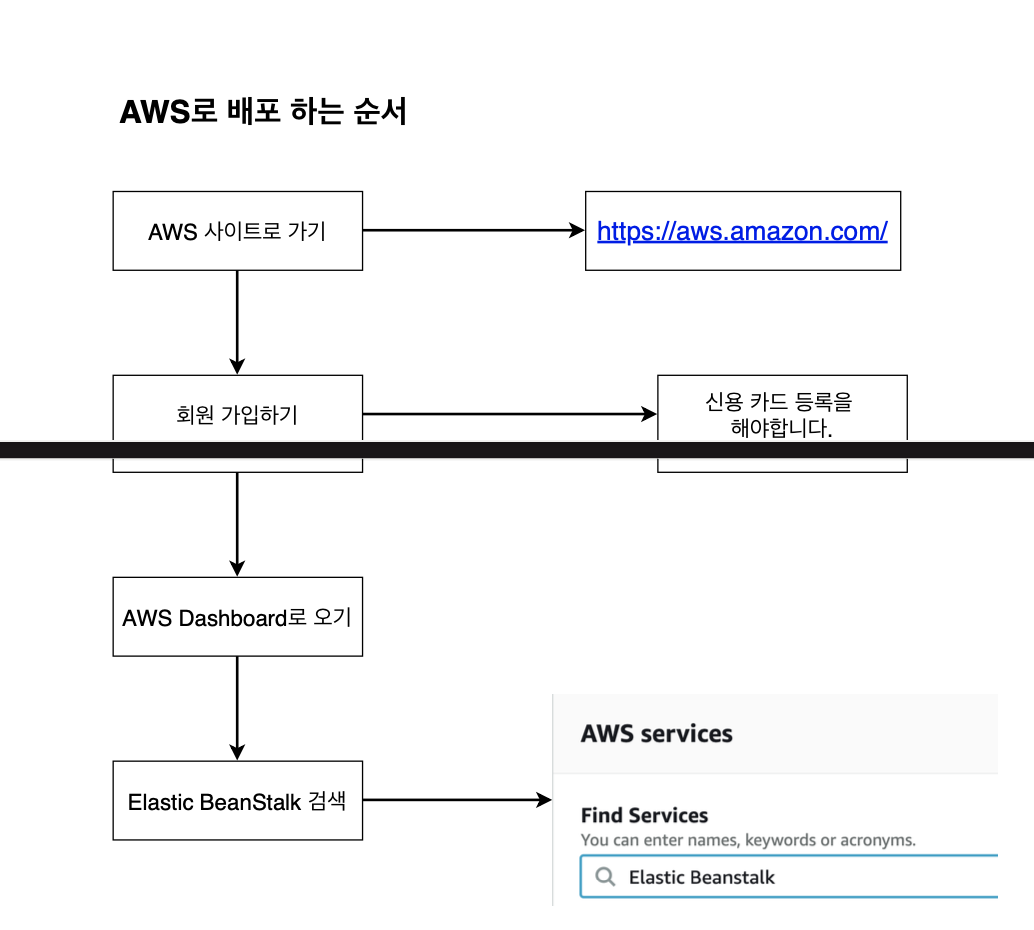 AWS로 배포 하는 순서
AWS 사이트로 가기
https://aws.amazon.com/
회원 가입하기
신용 카드 등록을
해야합니다.
AWS Dashboard로 오기
Elastic BeanStalk 검색
AWS services
Find Services
You can enter names, keywords or acronyms.
Elastic Beanstalk